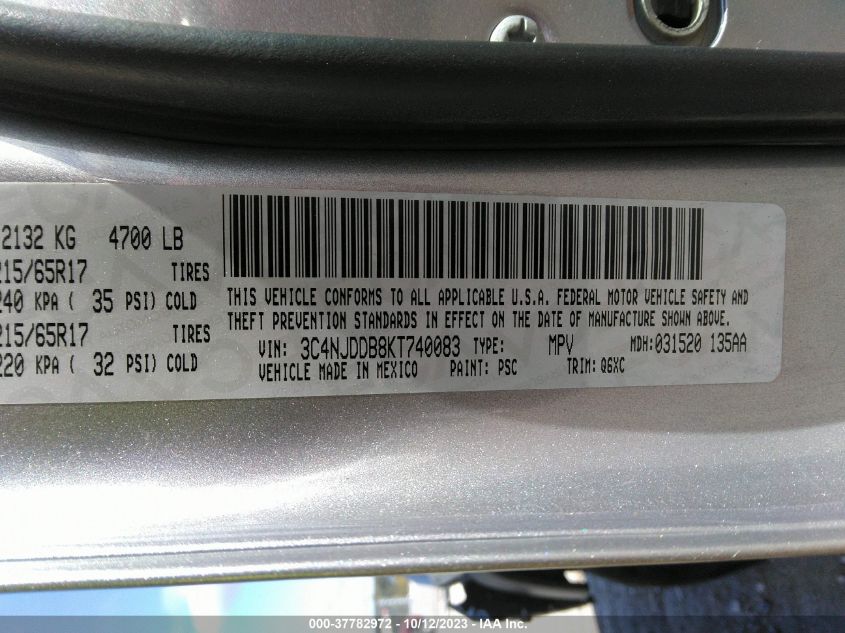 2132 KG 4700 LB
215/65R17 TIRES
240 KPA ( 35 PSI) COLD
215/65R17 TIRES
220 KPA ( 32 PSI) COLD
THIS VEHICLE CONFORMS TO ALL APPLICABLE U.S.A. FEDERAL MOTOR VEHICLE SAFETY AND
THEFT PREVENTION STANDARDS IN EFFECT ON THE DATE OF MANUFACTURE SHOWN ABOVE.
VIN: 3C4NJDDB8KT740083 TYPE: MPV MDH:031520 135AA
VEHICLE MADE IN MEXICO PAINT: PSC TRIM: Q6XC
000-37782972 - 10/12/2023 - IAA Inc.